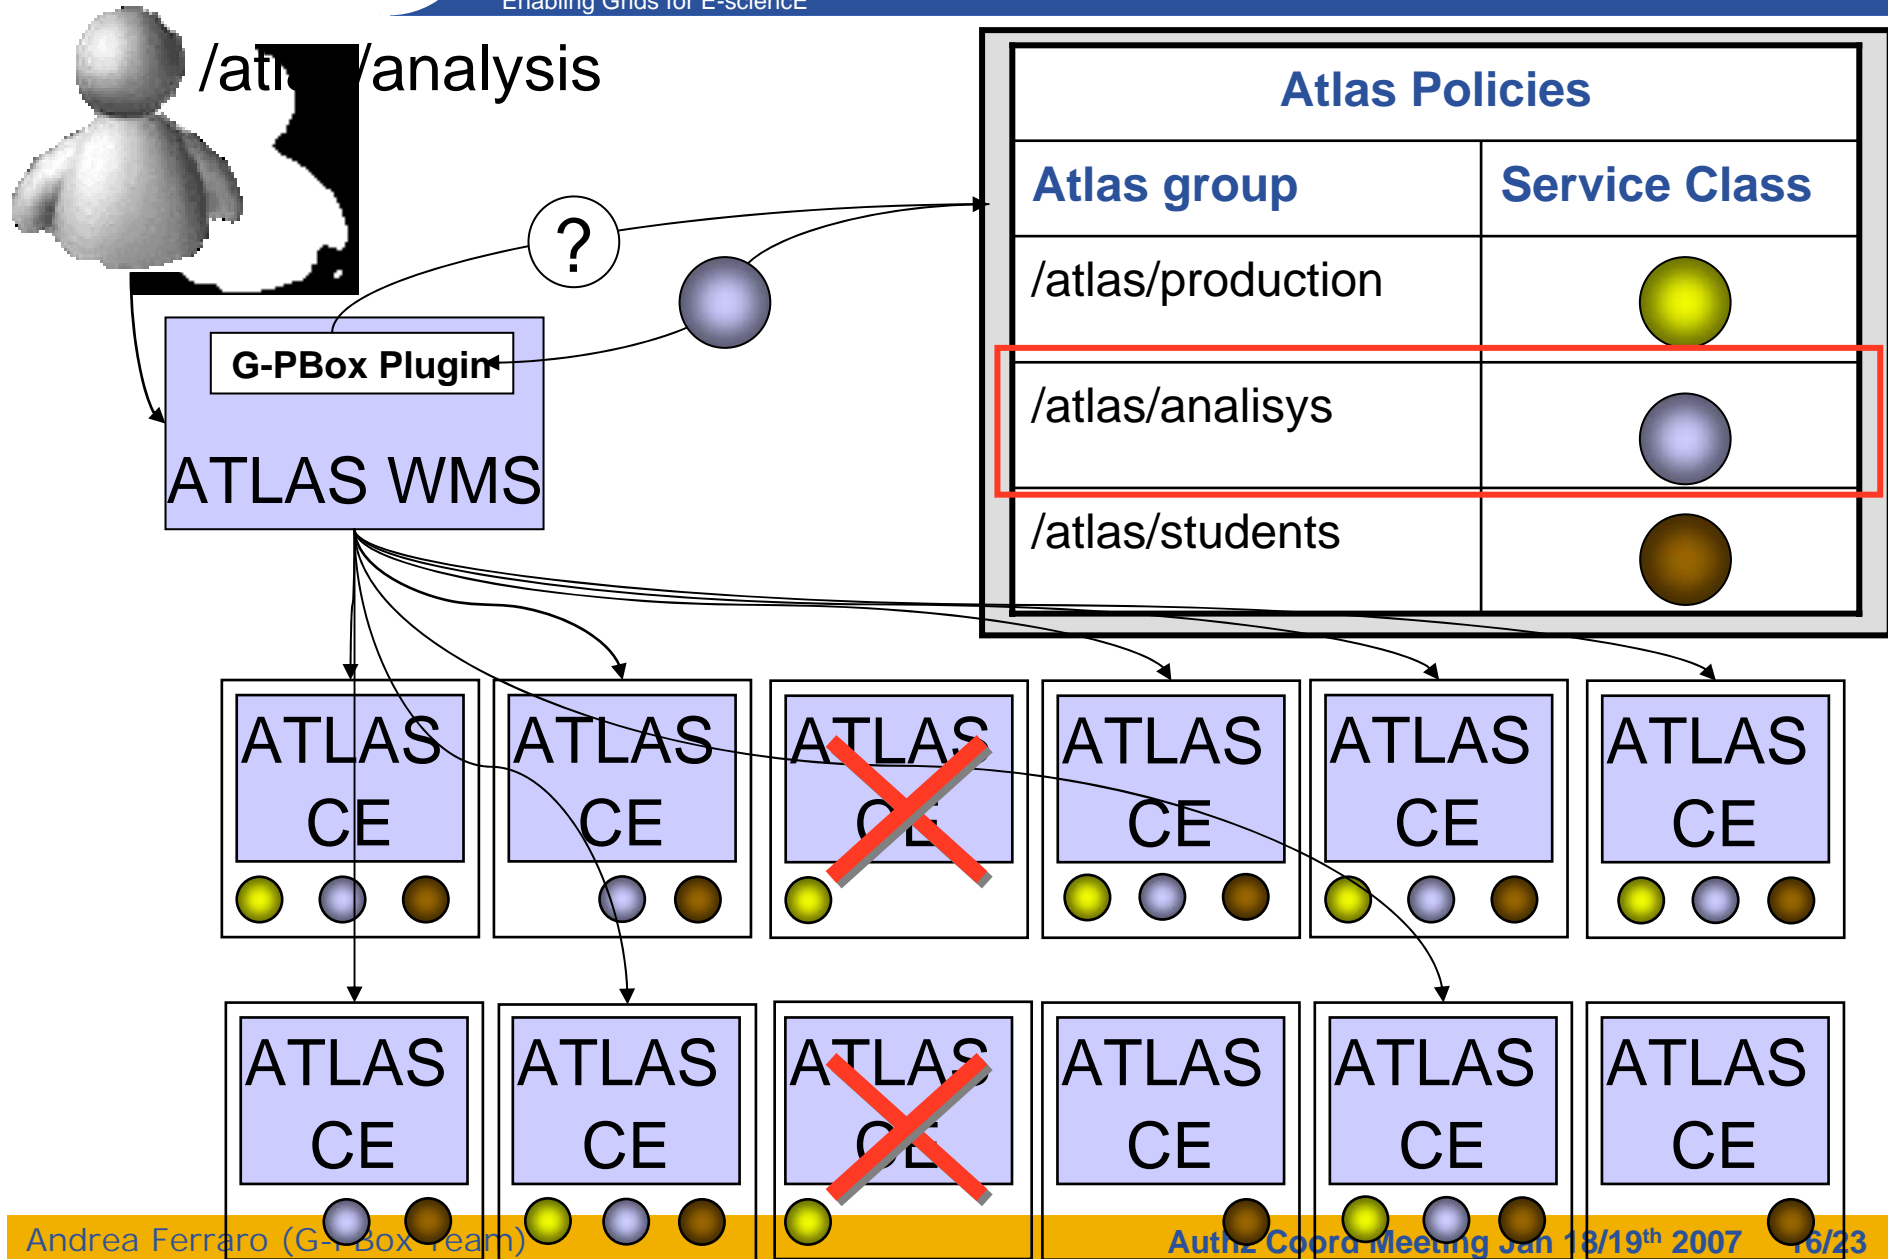 Enabling Grids for E-sciencE
/analysis
Atlas Policies
Atlas group
Service Class
/atlas/production
/atlas/analisys
/atlas/students
?
G-PBox Plugin
ATLAS WMS
ATLAS
CE
ATLAS
CE
ATLAS
CE
ATLAS
CE
ATLAS
CE
ATLAS
CE
ATLAS
CE
ATLAS
CE
ATLAS
CE
ATLAS
CE
ATLAS
CE
ATLAS
CE
Andrea Ferraro (G-PBox Team)
Authz Coord Meeting Jan 18/19th 2007
16/23